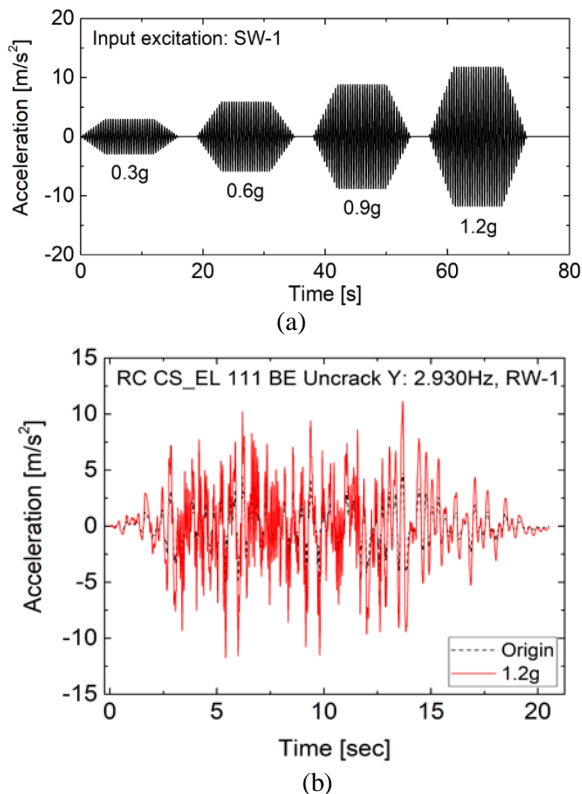 Input excitation: SW-1
Acceleration [m/s²]
20
10
0
-10
-20
0.3g
0.6g
0.9g
1.2g
0
20
40
60
80
Time [s]
(a)
RC CS_EL 111 BE Uncrack Y: 2.930Hz, RW-1
Acceleration [m/s²]
15
10
5
0
-5
-10
-15
Origin
1.2g
0
5
10
15
20
Time [sec]
(b)